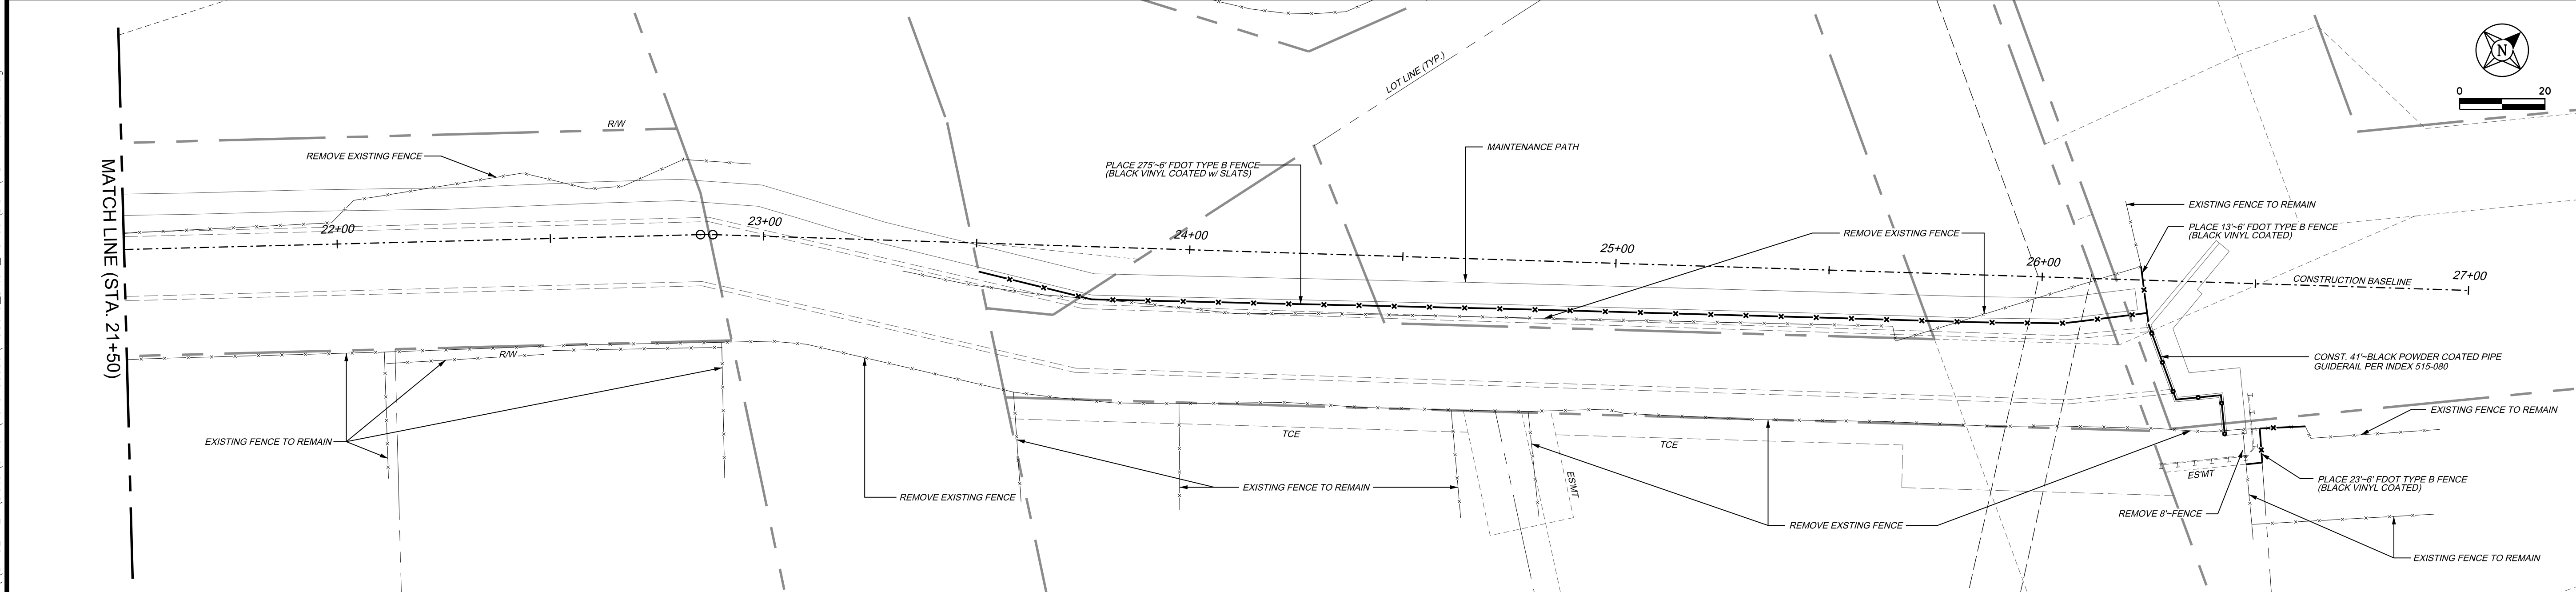 N
0 20
LOT LINE (TYP.)
R/W
REMOVE EXISTING FENCE
MAINTENANCE PATH
PLACE 275'~6' FDOT TYPE B FENCE
(BLACK VINYL COATED w/ SLATS)
MATCH LINE (STA. 21+50)
22+00
23+00
24+00
25+00
26+00
27+00
REMOVE EXISTING FENCE
EXISTING FENCE TO REMAIN
PLACE 13'~6' FDOT TYPE B FENCE
(BLACK VINYL COATED)
CONSTRUCTION BASELINE
R/W
CONST. 41'~BLACK POWDER COATED PIPE
GUIDERAIL PER INDEX 515-080
EXISTING FENCE TO REMAIN
EXISTING FENCE TO REMAIN
TCE
TCE
REMOVE EXISTING FENCE
EXISTING FENCE TO REMAIN
ES'MT
ES'MT
PLACE 23'~6' FDOT TYPE B FENCE
(BLACK VINYL COATED)
REMOVE 8'~FENCE
REMOVE EXSTING FENCE
EXISTING FENCE TO REMAIN